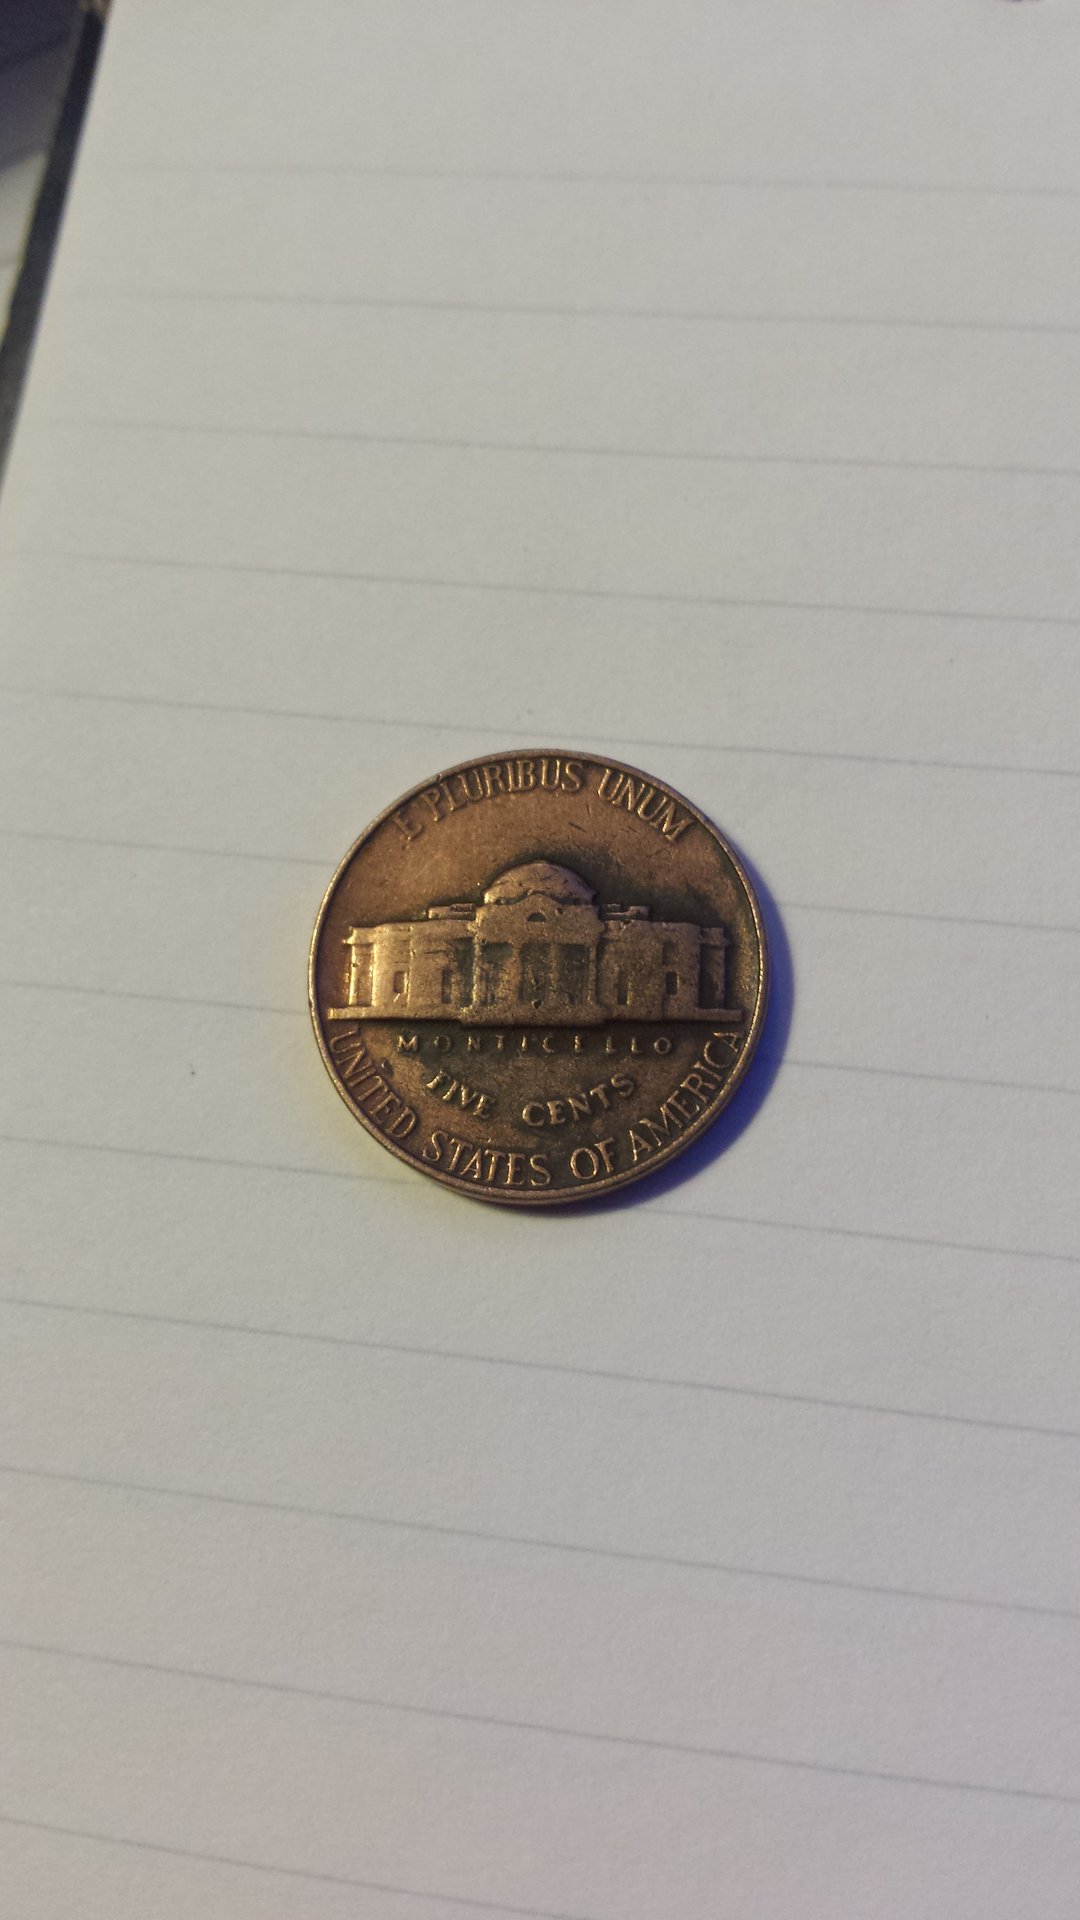 E PLURIBUS UNUM
MONTICELLO
FIVE CENTS
UNITED STATES OF AMERICA